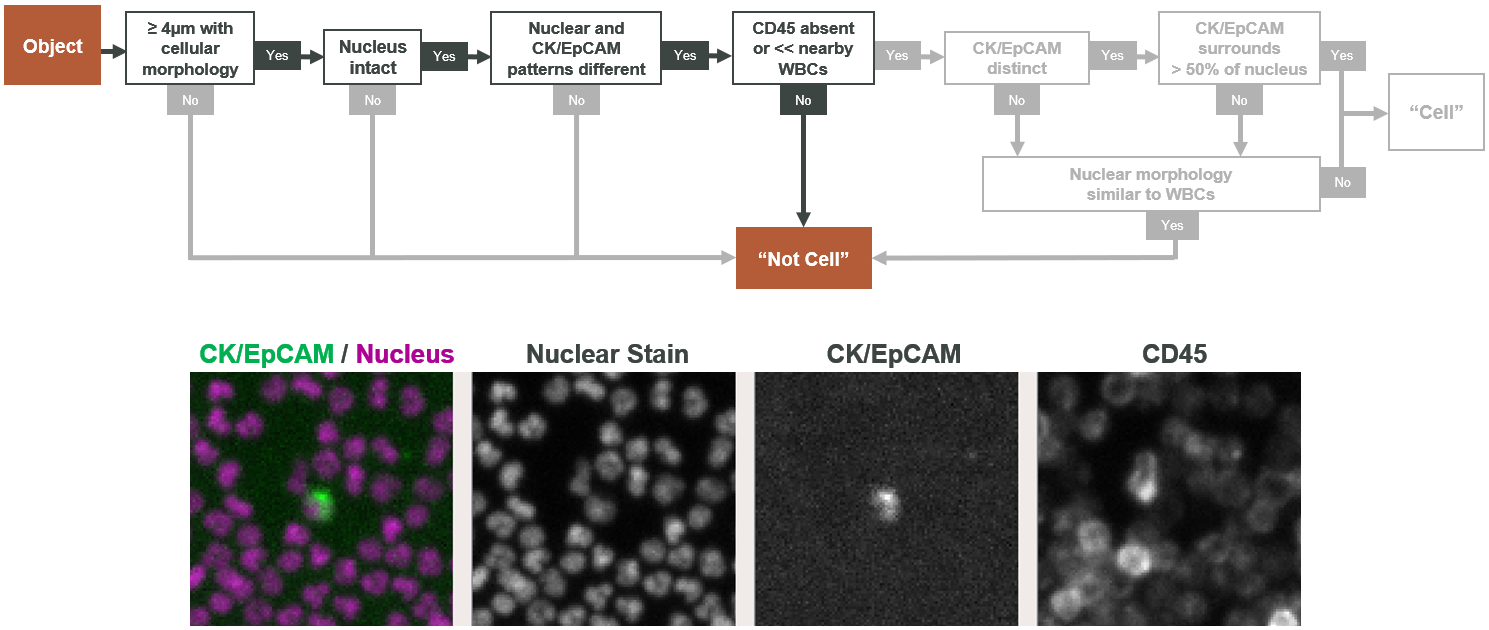 Object
≥ 4µm with
cellular
morphology
Yes
No
Nucleus
intact
Yes
No
Nuclear and
CK/EpCAM
patterns different
Yes
No
CD45 absent
or << nearby
WBCs
Yes
No
CK/EpCAM
distinct
Yes
No
CK/EpCAM
surrounds
> 50% of nucleus
Yes
No
“Cell”
Nuclear morphology
similar to WBCs
No
Yes
“Not Cell”
CK/EpCAM / Nucleus
Nuclear Stain
CK/EpCAM
CD45